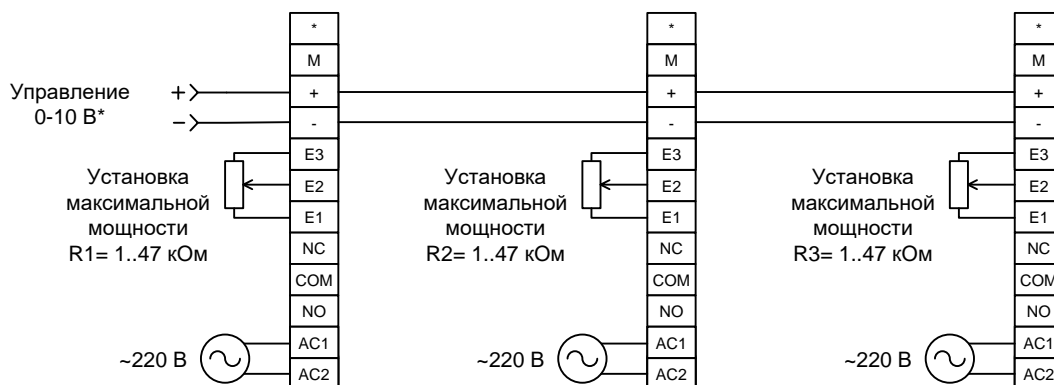 *
*
*
M
M
M
Управление
0-10 В*
+
+
+
+
−
-
-
-
E3
E3
E3
Установка
максимальной
мощности
R1= 1..47 кОм
E2
Установка
максимальной
мощности
R2= 1..47 кОм
E2
Установка
максимальной
мощности
R3= 1..47 кОм
E2
E1
E1
E1
NC
NC
NC
COM
COM
COM
NO
NO
NO
~220 В
AC1
~220 В
AC1
~220 В
AC1
AC2
AC2
AC2